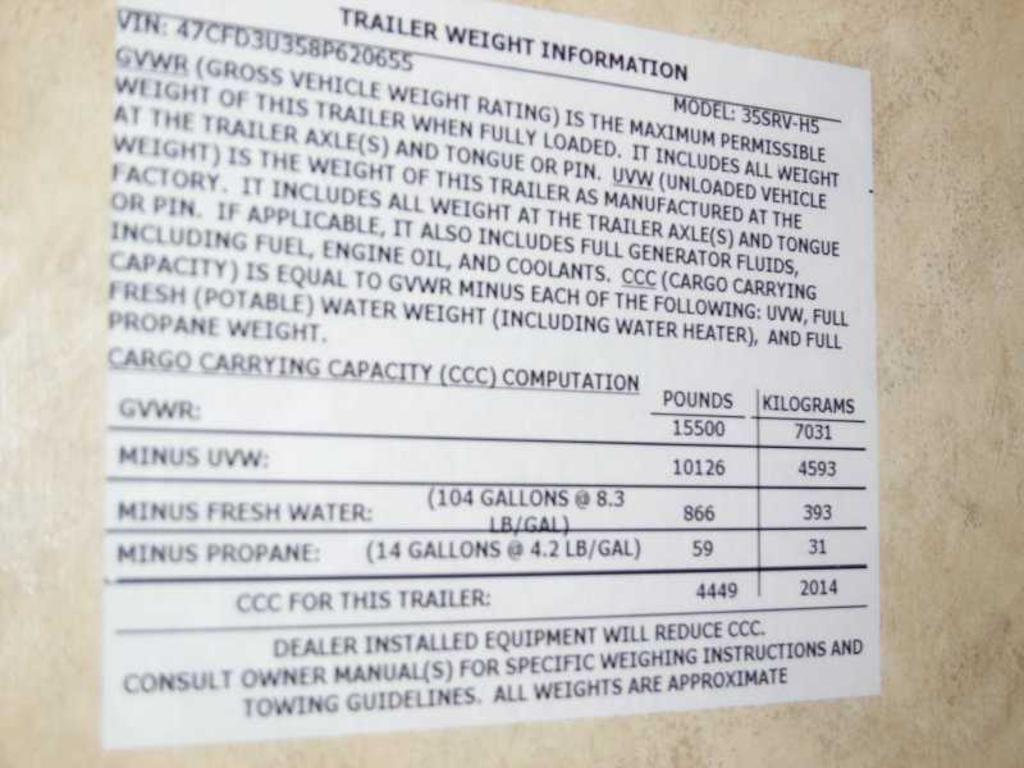 TRAILER WEIGHT INFORMATION
VIN: 47CFD3U358P620655
MODEL: 35SRV-H5
GVWR (GROSS VEHICLE WEIGHT RATING) IS THE MAXIMUM PERMISSIBLE
WEIGHT OF THIS TRAILER WHEN FULLY LOADED. IT INCLUDES ALL WEIGHT
AT THE TRAILER AXLE(S) AND TONGUE OR PIN. UVW (UNLOADED VEHICLE
WEIGHT) IS THE WEIGHT OF THIS TRAILER AS MANUFACTURED AT THE
FACTORY. IT INCLUDES ALL WEIGHT AT THE TRAILER AXLE(S) AND TONGUE
OR PIN. IF APPLICABLE, IT ALSO INCLUDES FULL GENERATOR FLUIDS,
INCLUDING FUEL, ENGINE OIL, AND COOLANTS. CCC (CARGO CARRYING
CAPACITY) IS EQUAL TO GVWR MINUS EACH OF THE FOLLOWING: UVW, FULL
FRESH (POTABLE) WATER WEIGHT (INCLUDING WATER HEATER), AND FULL
PROPANE WEIGHT.
CARGO CARRYING CAPACITY (CCC) COMPUTATION
POUNDS KILOGRAMS
GVWR: 15500 7031
MINUS UVW: 10126 4593
MINUS FRESH WATER: (104 GALLONS @ 8.3
LB/GAL) 866 393
MINUS PROPANE: (14 GALLONS @ 4.2 LB/GAL) 59 31
CCC FOR THIS TRAILER: 4449 2014
DEALER INSTALLED EQUIPMENT WILL REDUCE CCC.
CONSULT OWNER MANUAL(S) FOR SPECIFIC WEIGHING INSTRUCTIONS AND
TOWING GUIDELINES. ALL WEIGHTS ARE APPROXIMATE